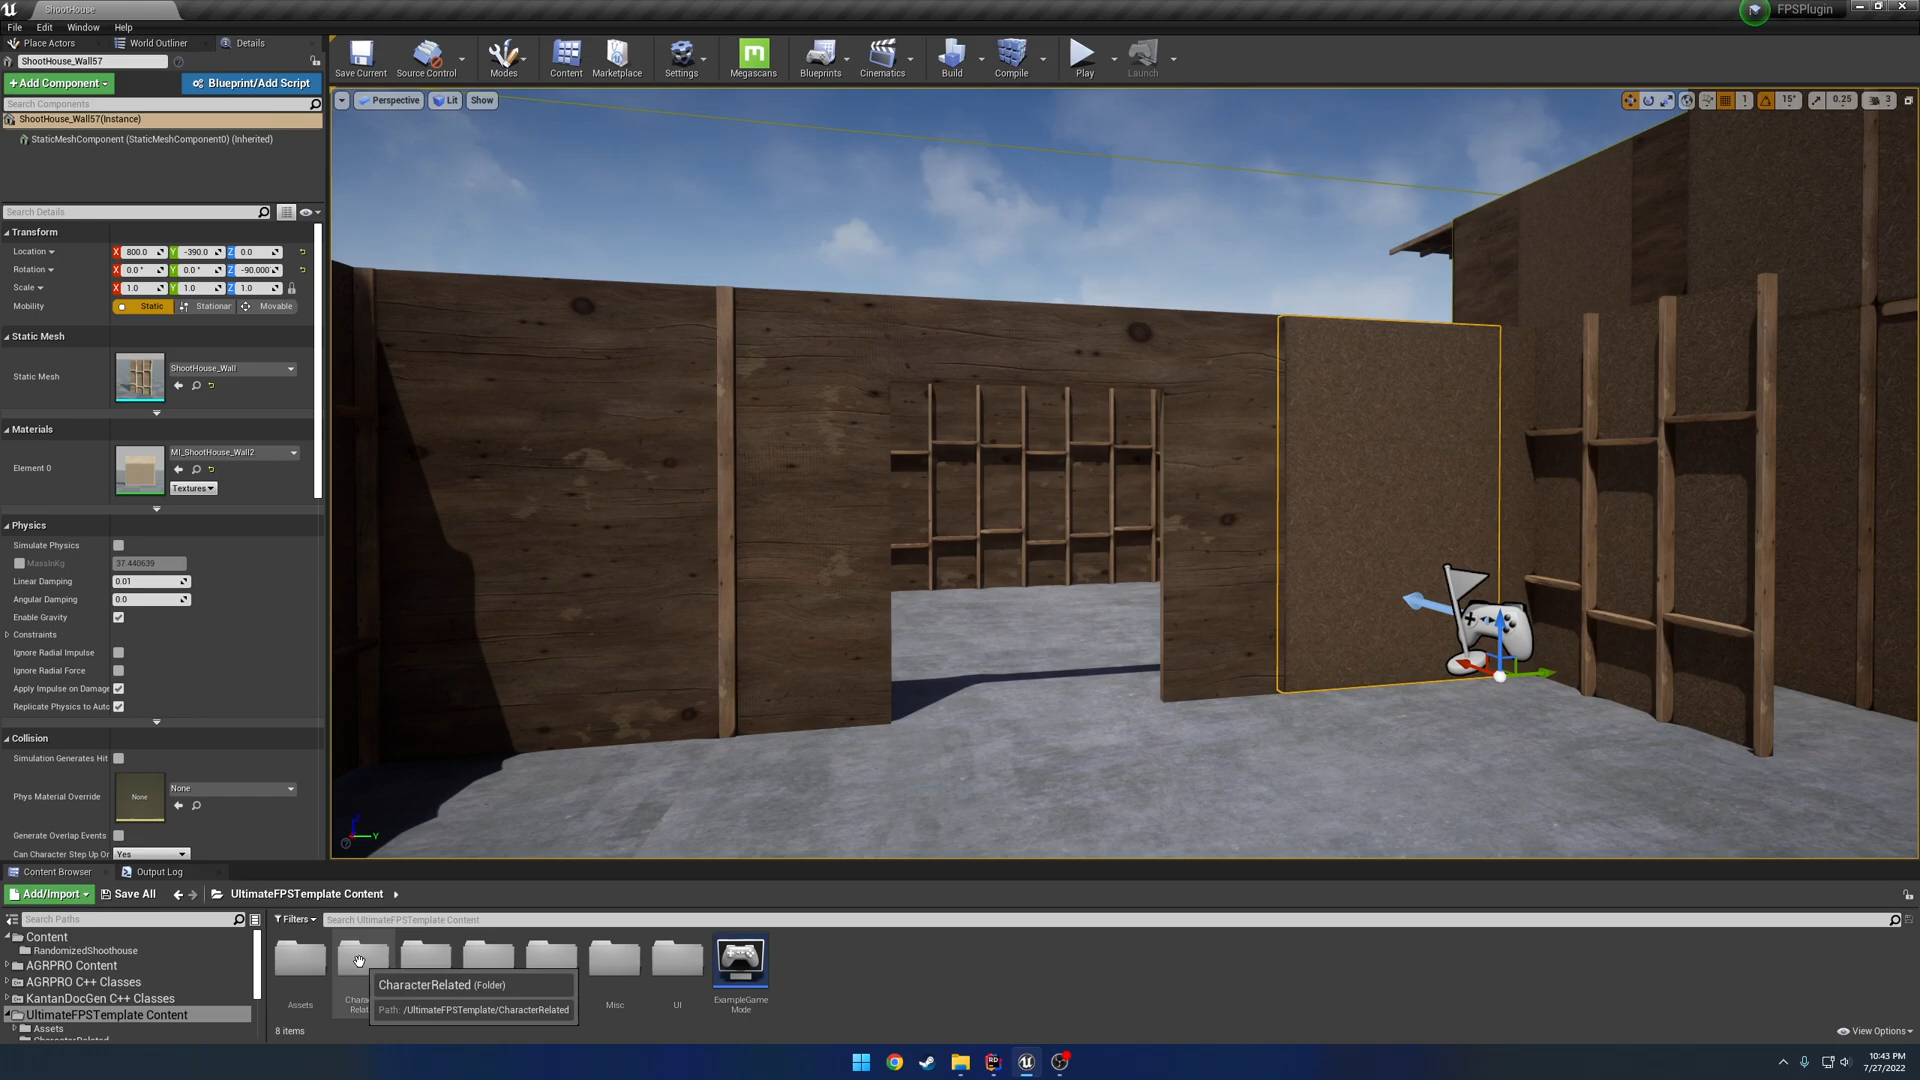 ShootHouse
FPSPlugin
File Edit Window Help
Place Actors World Outliner Details
ShootHouse_Wall57
+Add Component Blueprint/Add Script
Search Components
ShootHouse_Wall57(Instance)
StaticMeshComponent (StaticMeshComponent0) (Inherited)
Save Current Source Control Modes Content Marketplace Settings Megascans Blueprints Cinematics Build Compile Play Launch
Perspective Lit Show
1 15° 0.25 3
Search Details
Transform
Location X 800.0 Y -390.0 Z 0.0
Rotation X 0.0 ° Y 0.0 ° Z -90.000
Scale X 1.0 Y 1.0 Z 1.0
Mobility Static Stationar Movable
Static Mesh
Static Mesh ShootHouse_Wall
Materials
Element 0 MI_ShootHouse_Wall2
Textures
Physics
Simulate Physics
MassInKg 37.440639
Linear Damping 0.01
Angular Damping 0.0
Enable Gravity
Constraints
Ignore Radial Impulse
Ignore Radial Force
Apply Impulse on Damage
Replicate Physics to Auto
Collision
Simulation Generates Hit
Phys Material Override None None
Generate Overlap Events
Can Character Step Up On Yes
Y
Content Browser Output Log
Add/Import Save All UltimateFPSTemplate Content
Search Paths
Filters Search UltimateFPSTemplate Content
Content
RandomizedShoothouse
AGRPRO Content
AGRPRO C++ Classes
KantanDocGen C++ Classes
UltimateFPSTemplate Content
Assets
CharacterRelated
Assets Charac Relat Misc UI ExampleGame Mode
CharacterRelated (Folder)
Path: /UltimateFPSTemplate/CharacterRelated
8 items
View Options
10:43 PM
7/27/2022